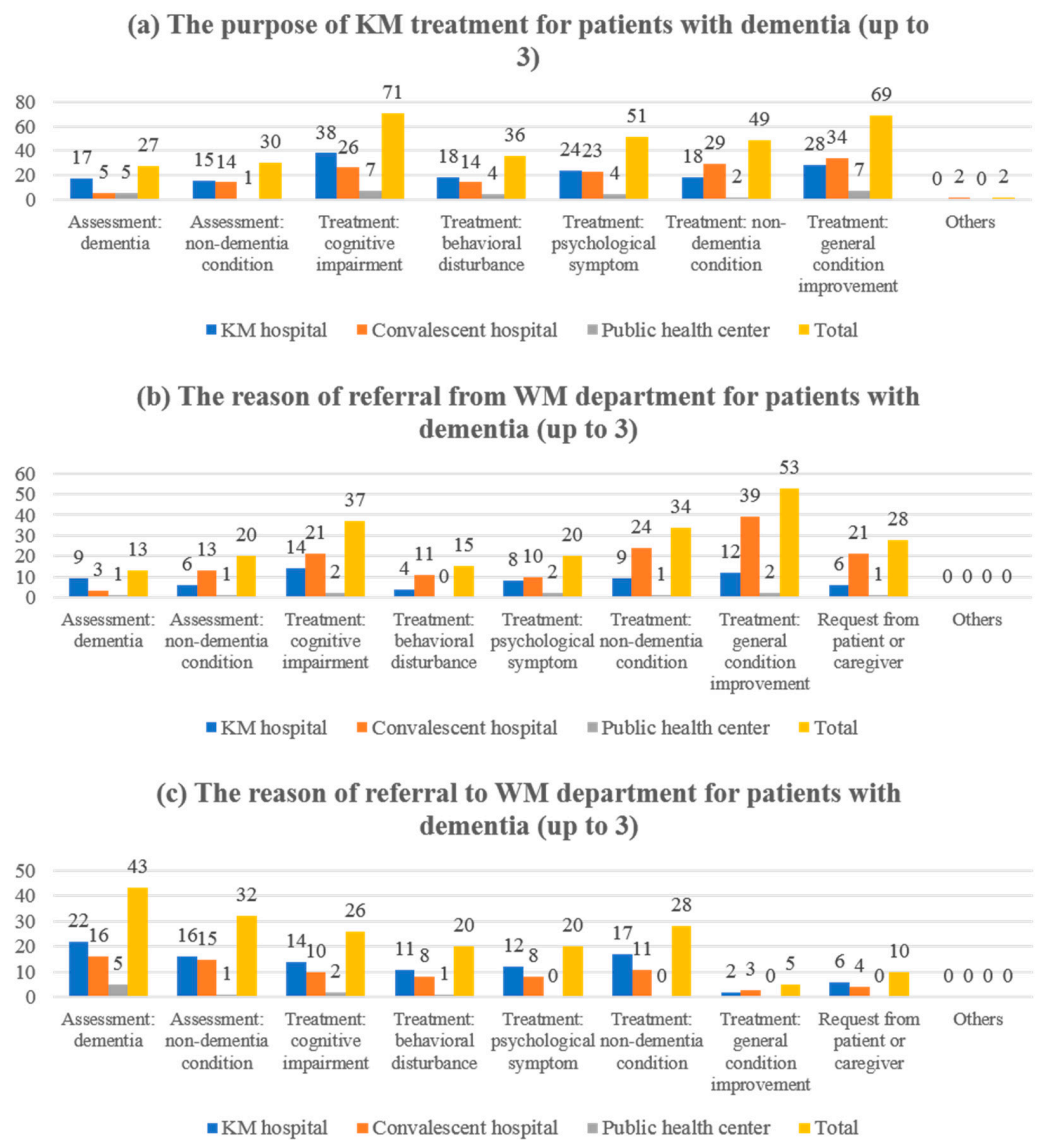 (a) The purpose of KM treatment for patients with dementia (up to
3)
80
60
40
20
0
17 5 5 27
15 14 1 30
38 26 7 71
18 14 4 36
24 23 4 51
18 29 2 49
28 34 7 69
0 2 0 2
Assessment: dementia
Assessment: non-dementia condition
Treatment: cognitive impairment
Treatment: behavioral disturbance
Treatment: psychological symptom
Treatment: non-dementia condition
Treatment: general condition improvement
Others
KM hospital Convalescent hospital Public health center Total
(b) The reason of referral from WM department for patients with
dementia (up to 3)
60
50
40
30
20
10
0
9 3 1 13
6 13 1 20
14 21 2 37
4 11 0 15
8 10 2 20
9 24 1 34
12 39 2 53
6 21 1 28
0 0 0 0
Assessment: dementia
Assessment: non-dementia condition
Treatment: cognitive impairment
Treatment: behavioral disturbance
Treatment: psychological symptom
Treatment: non-dementia condition
Treatment: general condition improvement
Request from patient or caregiver
Others
KM hospital Convalescent hospital Public health center Total
(c) The reason of referral to WM department for patients with
dementia (up to 3)
50
40
30
20
10
0
22 16 5 43
16 15 1 32
14 10 2 26
11 8 1 20
12 8 0 20
17 11 0 28
2 3 0 5
6 4 0 10
0 0 0 0
Assessment: dementia
Assessment: non-dementia condition
Treatment: cognitive impairment
Treatment: behavioral disturbance
Treatment: psychological symptom
Treatment: non-dementia condition
Treatment: general condition improvement
Request from patient or caregiver
Others
KM hospital Convalescent hospital Public health center Total